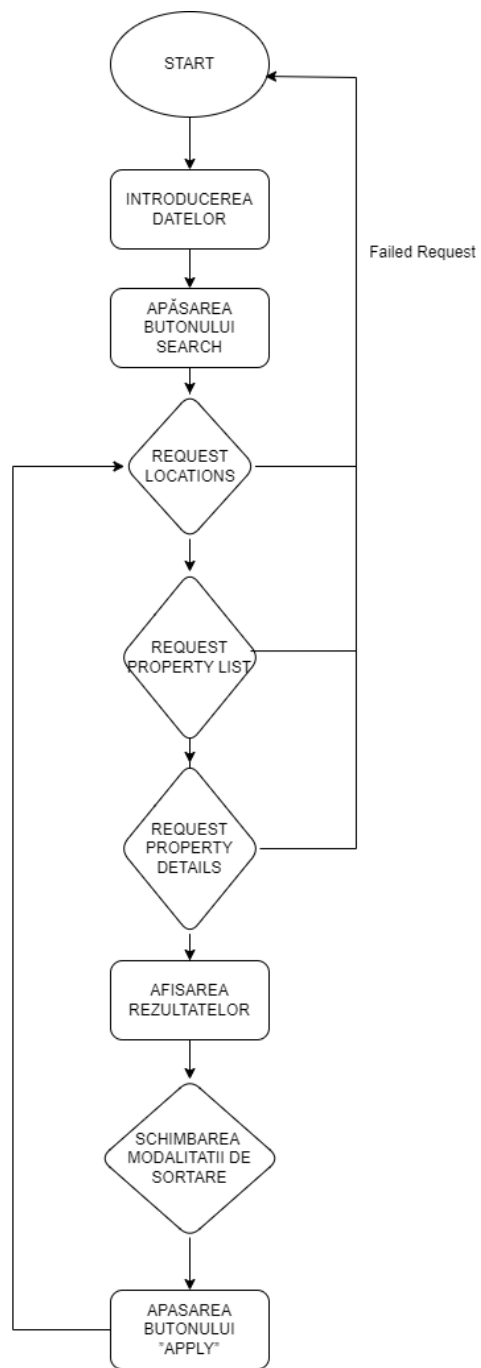 START
INTRODUCEREA
DATELOR
Failed Request
APĂSAREA
BUTONULUI
SEARCH
REQUEST
LOCATIONS
REQUEST
PROPERTY LIST
REQUEST
PROPERTY
DETAILS
AFISAREA
REZULTATELOR
SCHIMBAREA
MODALITATII DE
SORTARE
APASAREA
BUTONULUI
"APPLY"